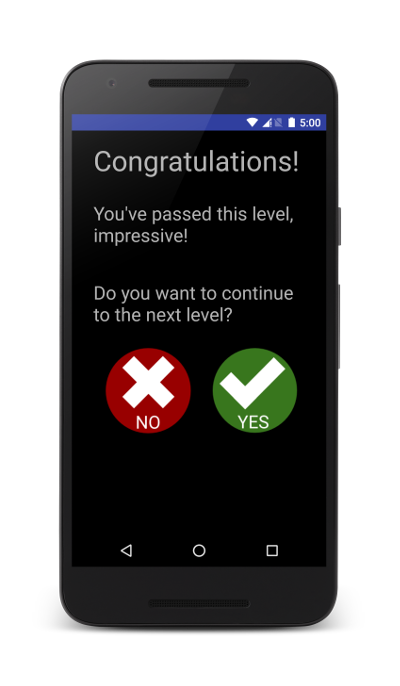 5:00
Congratulations!
You've passed this level,
impressive!
Do you want to continue
to the next level?
NO
YES